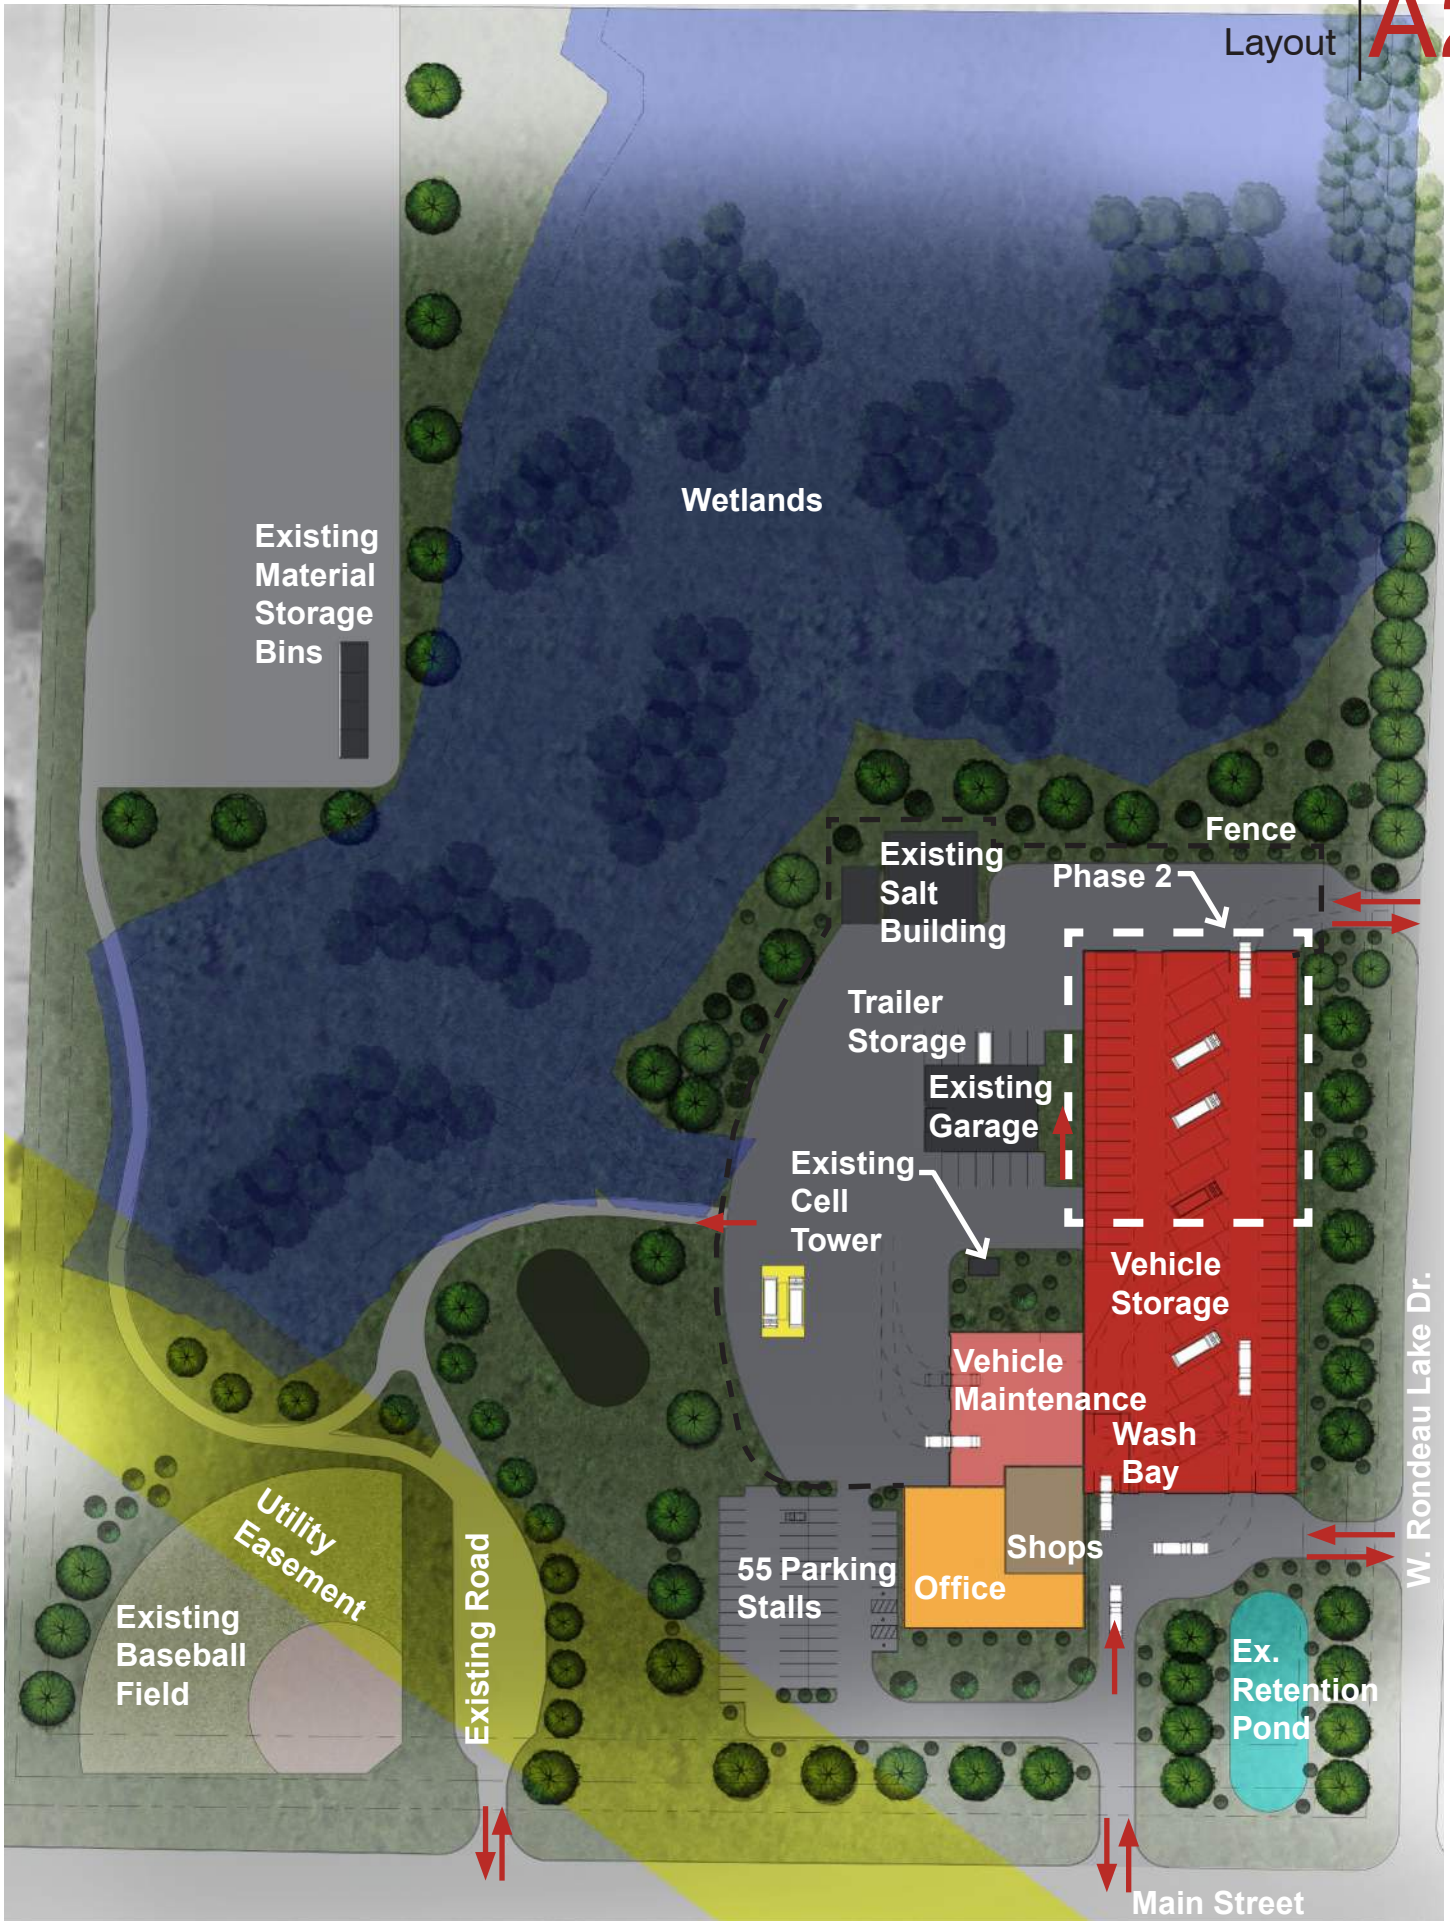 Layout
A2
Wetlands
Existing
Material
Storage
Bins
Fence
Existing
Salt
Building
Phase 2
Trailer
Storage
Existing
Garage
Existing
Cell
Tower
Vehicle
Storage
Vehicle
Maintenance
Wash
Bay
W. Rondeau Lake Dr.
Utility
Easement
Existing Road
55 Parking
Stalls
Shops
Office
Existing
Baseball
Field
Ex.
Retention
Pond
Main Street